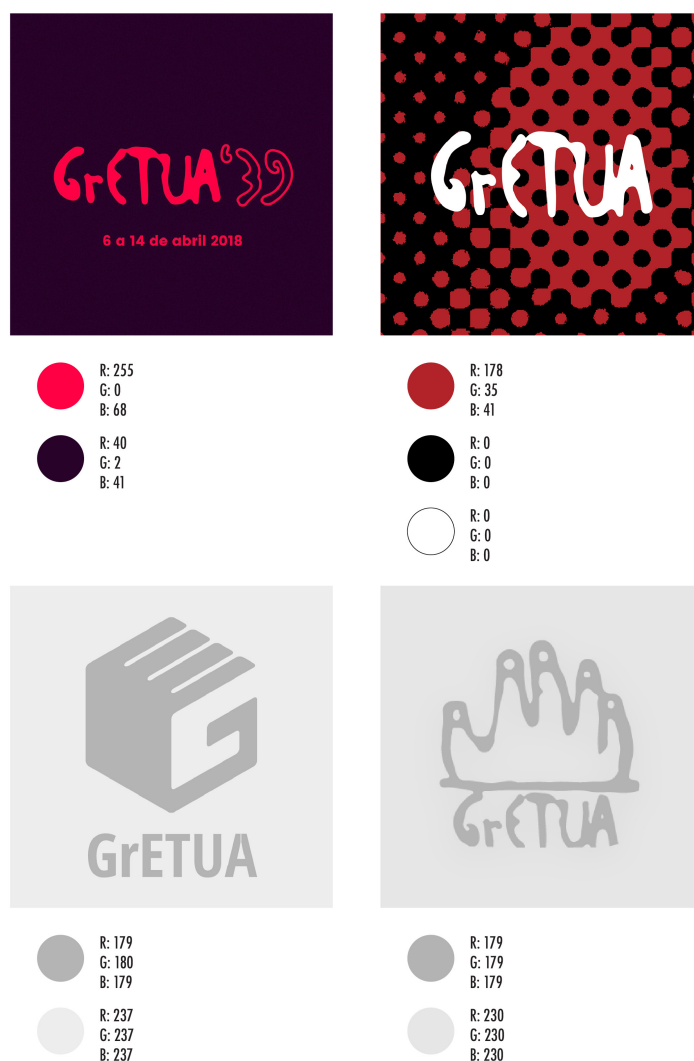 GrETUA'39
6 a 14 de abril 2018
R: 255
G: 0
B: 68
R: 40
G: 2
B: 41
GrETUA
R: 178
G: 35
B: 41
R: 0
G: 0
B: 0
R: 0
G: 0
B: 0
G
GrETUA
R: 179
G: 180
B: 179
R: 237
G: 237
B: 237
GrETUA
R: 179
G: 179
B: 179
R: 230
G: 230
B: 230